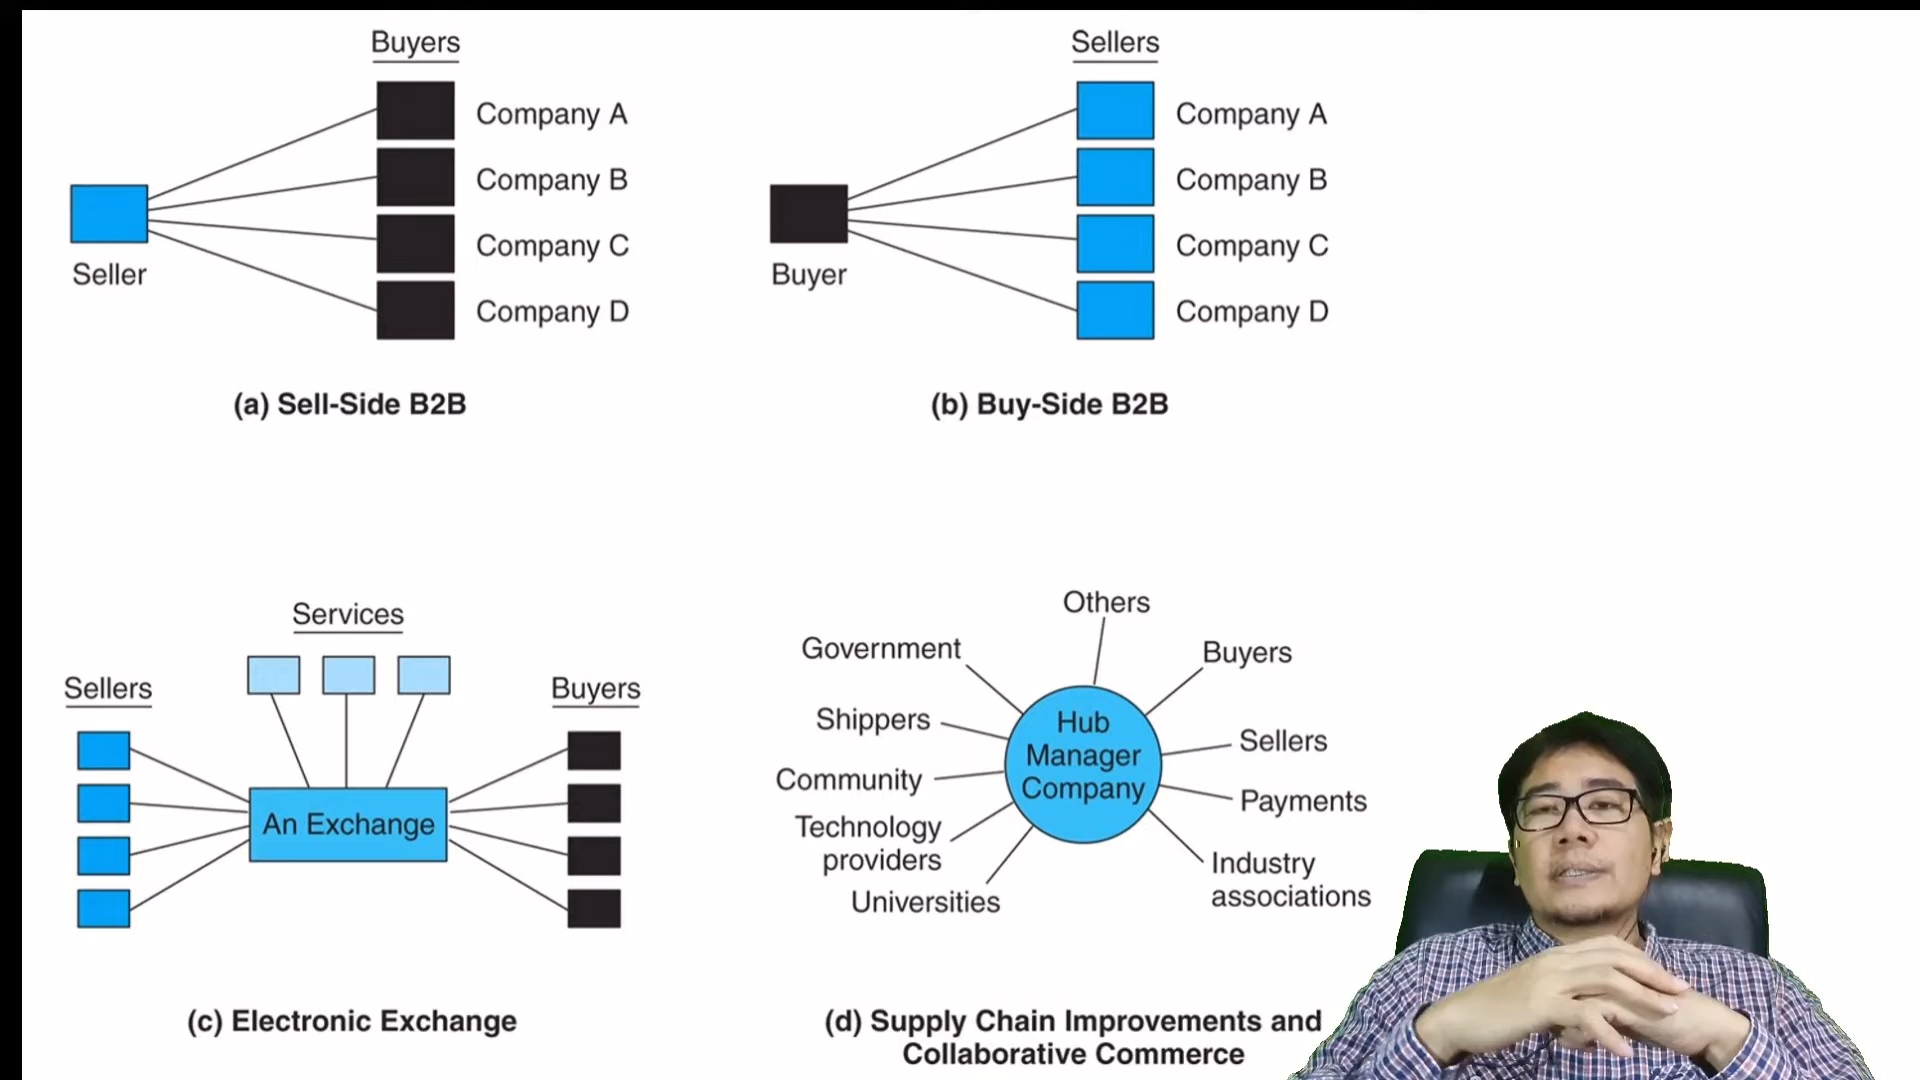 Buyers
Company A
Company B
Company C
Company D
Seller
(a) Sell-Side B2B
Sellers
Company A
Company B
Company C
Company D
Buyer
(b) Buy-Side B2B
Services
Sellers
Buyers
An Exchange
(c) Electronic Exchange
Others
Government
Buyers
Shippers
Hub
Manager
Company
Sellers
Community
Payments
Technology
providers
Industry
associations
Universities
(d) Supply Chain Improvements and
Collaborative Commerce